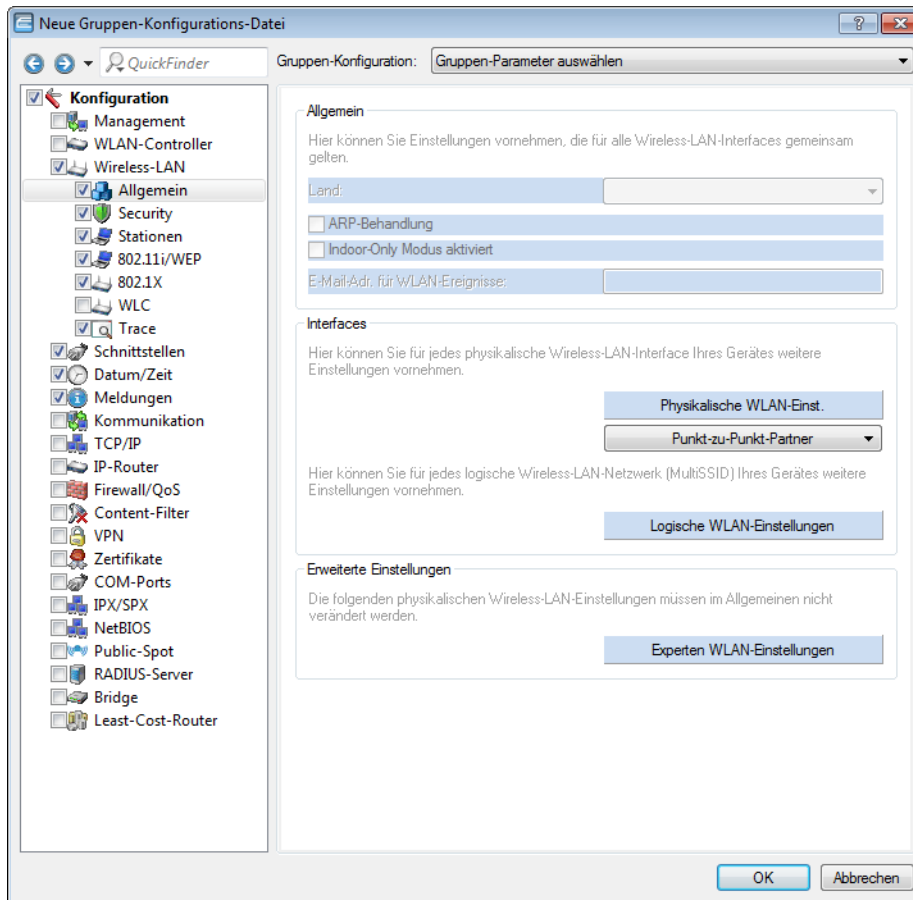 Neue Gruppen-Konfigurations-Datei
QuickFinder
Gruppen-Konfiguration:
Gruppen-Parameter auswählen
Konfiguration
Management
WLAN-Controller
Wireless-LAN
Allgemein
Security
Stationen
802.11i/WEP
802.1X
WLC
Trace
Schnittstellen
Datum/Zeit
Meldungen
Kommunikation
TCP/IP
IP-Router
Firewall/QoS
Content-Filter
VPN
Zertifikate
COM-Ports
IPX/SPX
NetBIOS
Public-Spot
RADIUS-Server
Bridge
Least-Cost-Router
Allgemein
Hier können Sie Einstellungen vornehmen, die für alle Wireless-LAN-Interfaces gemeinsam
gelten.
Land:
ARP-Behandlung
Indoor-Only Modus aktiviert
E-Mail-Adr. für WLAN-Ereignisse:
Interfaces
Hier können Sie für jedes physikalische Wireless-LAN-Interface Ihres Gerätes weitere
Einstellungen vornehmen.
Physikalische WLAN-Einst.
Punkt-zu-Punkt-Partner
Hier können Sie für jedes logische Wireless-LAN-Netzwerk (MultiSSID) Ihres Gerätes weitere
Einstellungen vornehmen.
Logische WLAN-Einstellungen
Erweiterte Einstellungen
Die folgenden physikalischen Wireless-LAN-Einstellungen müssen im Allgemeinen nicht
verändert werden.
Experten WLAN-Einstellungen
OK
Abbrechen